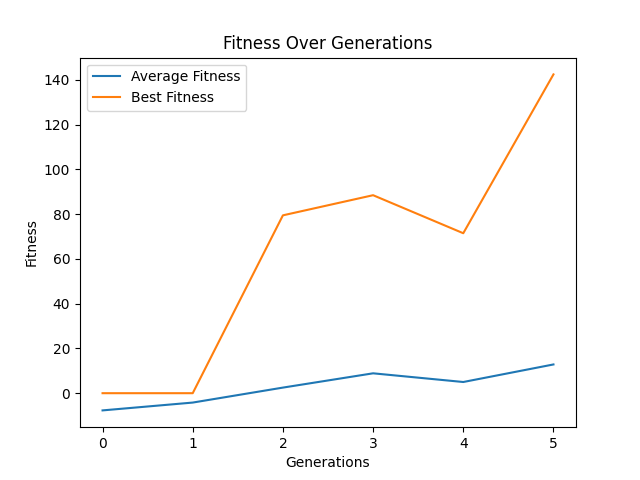 Fitness Over Generations
Average Fitness
Best Fitness
140
120
100
80
60
40
20
0
Fitness
0 1 2 3 4 5
Generations